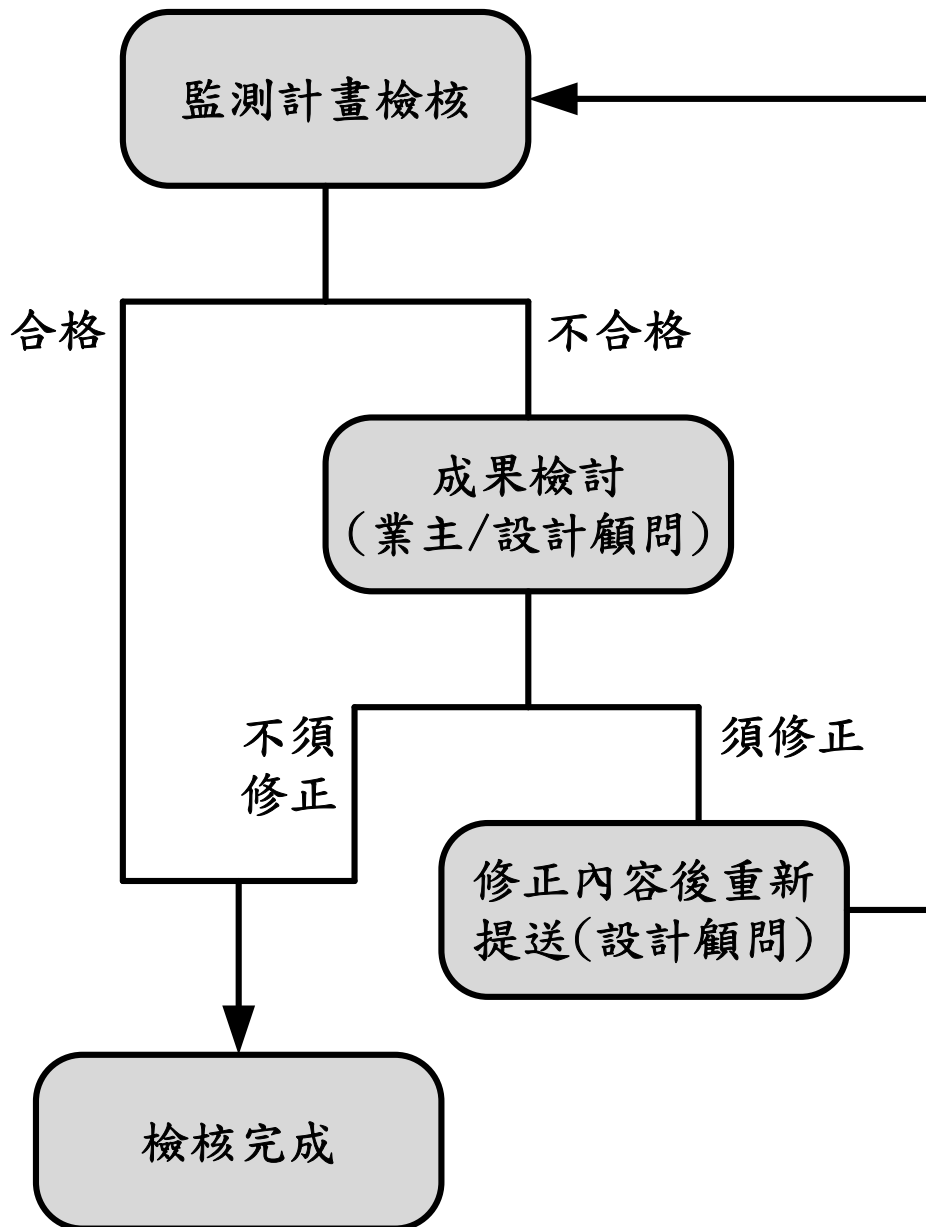 監測計畫檢核
合格
不合格
成果檢討
(業主/設計顧問)
不須
修正
須修正
修正內容後重新
提送(設計顧問)
檢核完成